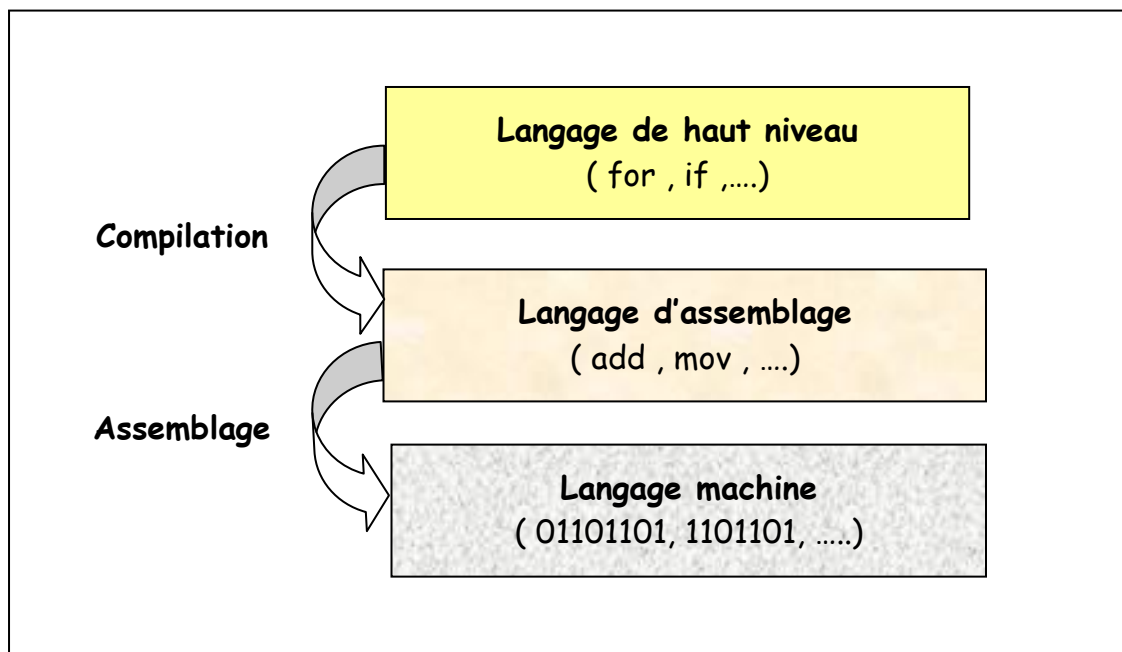 Langage de haut niveau
( for , if ,….)
Compilation
Langage d'assemblage
( add , mov , ….)
Assemblage
Langage machine
( 01101101, 1101101, …..)